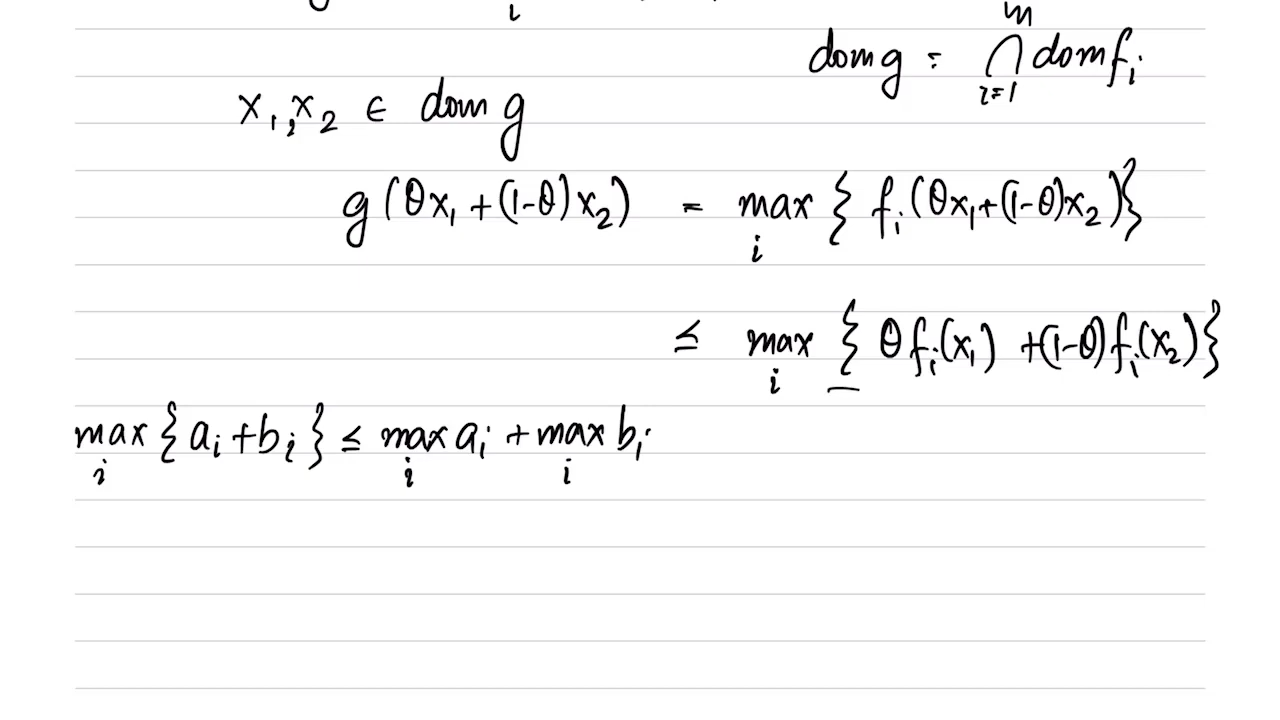 dom g = ⋂_{i=1}^{m} dom f_i
x_1, x_2 ∈ dom g
g(θx_1 + (1-θ)x_2) = max_i { f_i(θx_1 + (1-θ)x_2) }
≤ max_i { θ f_i(x_1) + (1-θ) f_i(x_2) }
max_i { a_i + b_i } ≤ max_i a_i + max_i b_i